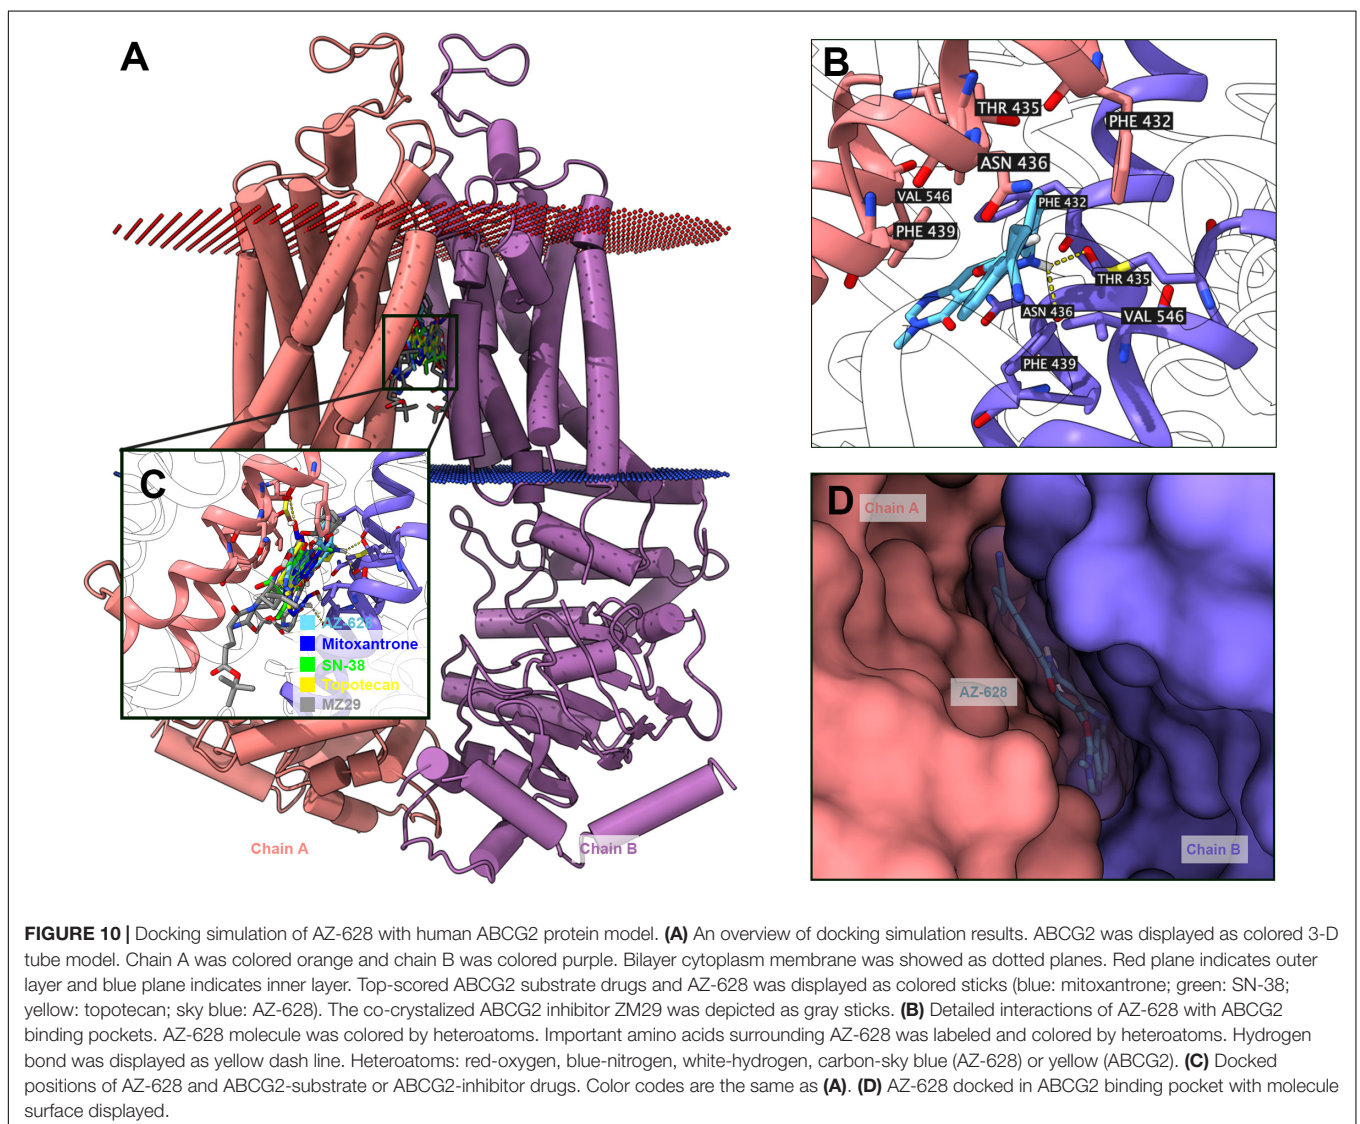 A
B
THR 435
PHE 432
ASN 436
VAL 546
PHE 432
PHE 439
THR 435
ASN 436
VAL 546
PHE 439
C
AZ-628
Mitoxantrone
SN-38
Topotecan
MZ29
Chain A
Chain B
D
Chain A
AZ-628
Chain B
FIGURE 10 | Docking simulation of AZ-628 with human ABCG2 protein model. (A) An overview of docking simulation results. ABCG2 was displayed as colored 3-D
tube model. Chain A was colored orange and chain B was colored purple. Bilayer cytoplasm membrane was showed as dotted planes. Red plane indicates outer
layer and blue plane indicates inner layer. Top-scored ABCG2 substrate drugs and AZ-628 was displayed as colored sticks (blue: mitoxantrone; green: SN-38;
yellow: topotecan; sky blue: AZ-628). The co-crystalized ABCG2 inhibitor ZM29 was depicted as gray sticks. (B) Detailed interactions of AZ-628 with ABCG2
binding pockets. AZ-628 molecule was colored by heteroatoms. Important amino acids surrounding AZ-628 was labeled and colored by heteroatoms. Hydrogen
bond was displayed as yellow dash line. Heteroatoms: red-oxygen, blue-nitrogen, white-hydrogen, carbon-sky blue (AZ-628) or yellow (ABCG2). (C) Docked
positions of AZ-628 and ABCG2-substrate or ABCG2-inhibitor drugs. Color codes are the same as (A). (D) AZ-628 docked in ABCG2 binding pocket with molecule
surface displayed.